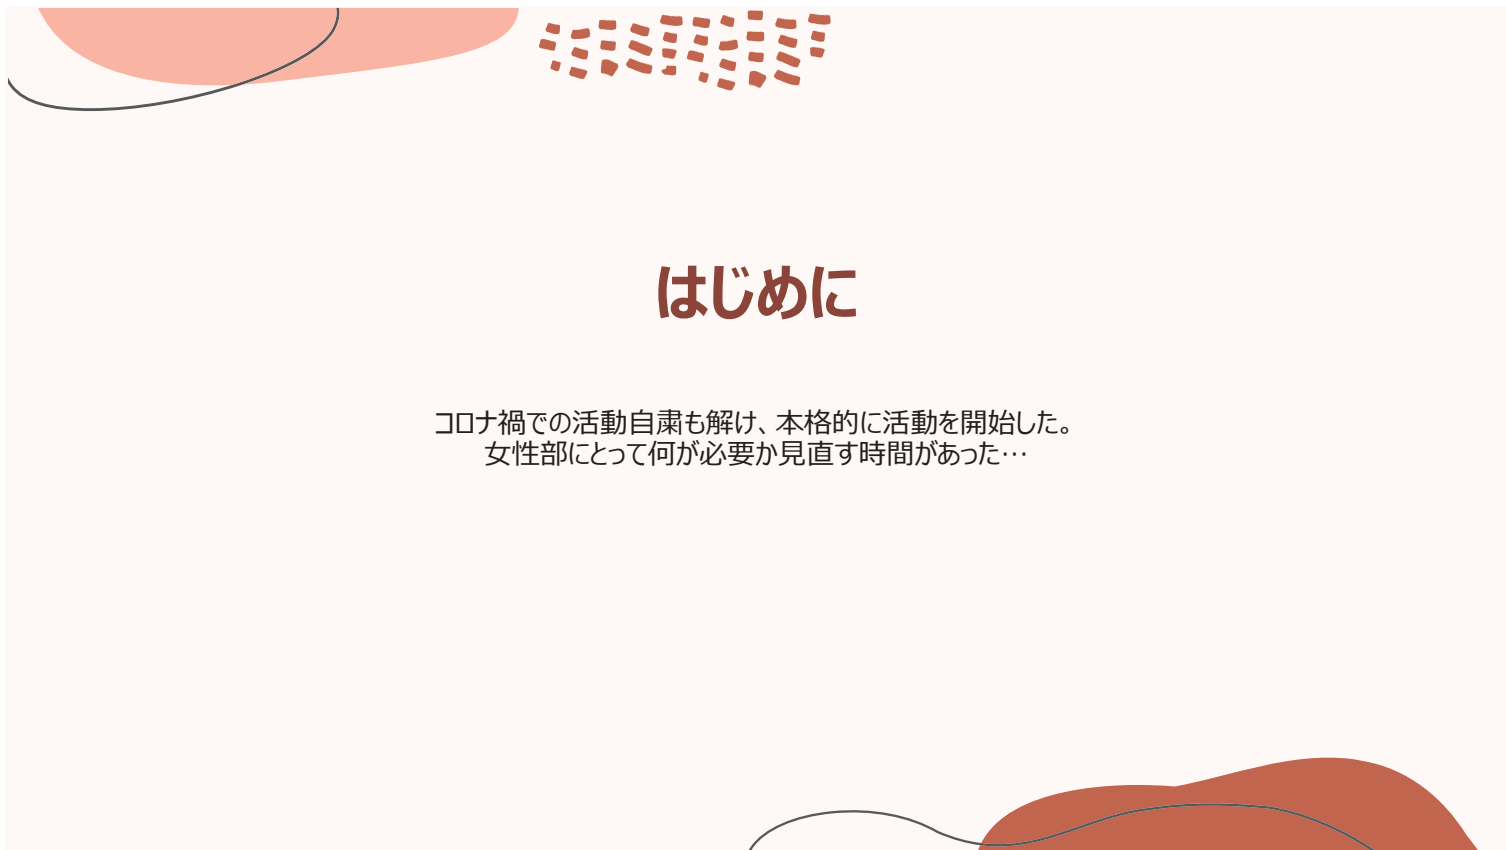 はじめに
コロナ禍での活動自粛も解け、本格的に活動を開始した。
女性部にとって何が必要か見直す時間があった…